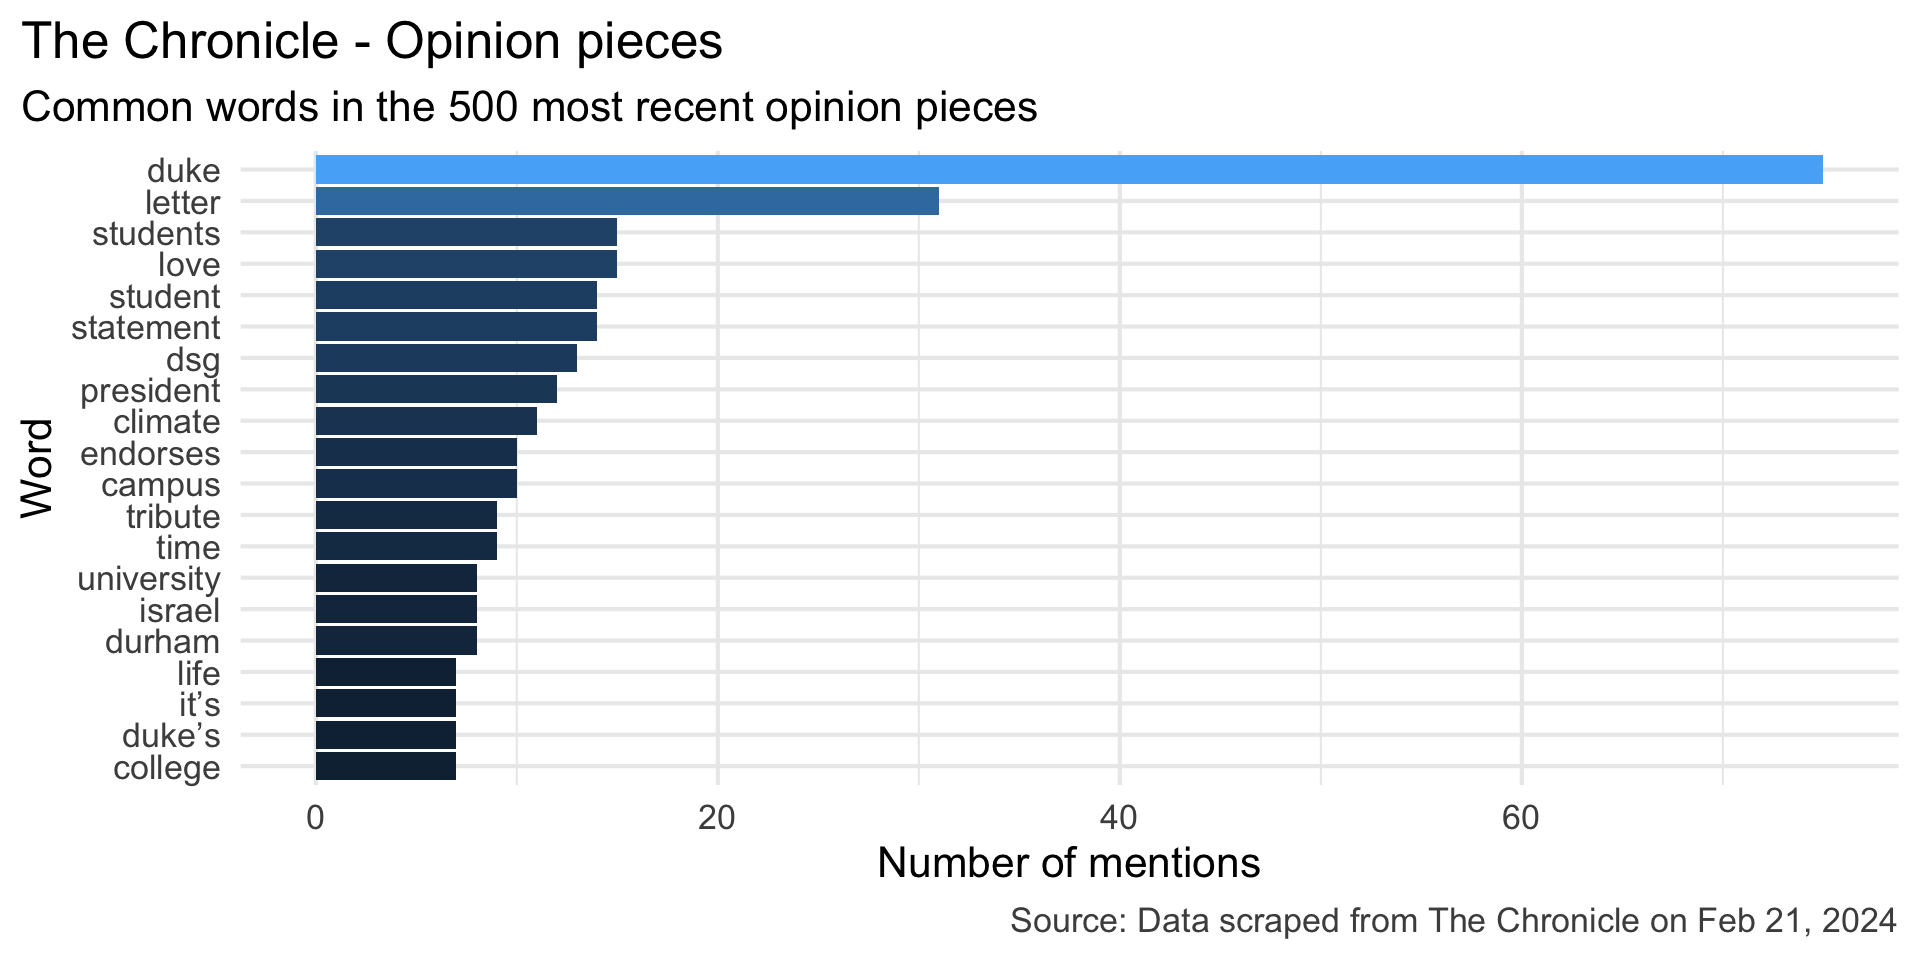 The Chronicle - Opinion pieces
Common words in the 500 most recent opinion pieces
duke
letter
students
love
student
statement
dsg
president
climate
endorses
campus
tribute
time
university
israel
durham
life
it’s
duke’s
college
Word
0 20 40 60
Number of mentions
Source: Data scraped from The Chronicle on Feb 21, 2024